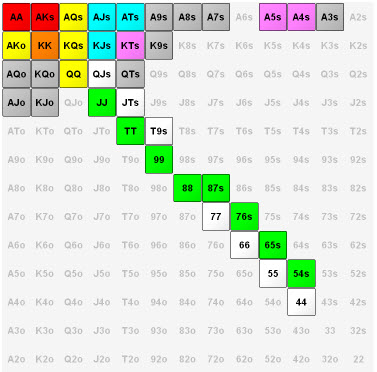 AA AKs AQs AJs ATs A9s A8s A7s A6s A5s A4s A3s A2s
AKo KK KQs KJs KTs K9s K8s K7s K6s K5s K4s K3s K2s
AQo KQo QQ QJs QTs Q9s Q8s Q7s Q6s Q5s Q4s Q3s Q2s
AJo KJo QJo JJ JTs J9s J8s J7s J6s J5s J4s J3s J2s
ATo KTo QTo JTo TT T9s T8s T7s T6s T5s T4s T3s T2s
A9o K9o Q9o J9o T9o 99 98s 97s 96s 95s 94s 93s 92s
A8o K8o Q8o J8o T8o 98o 88 87s 86s 85s 84s 83s 82s
A7o K7o Q7o J7o T7o 97o 87o 77 76s 75s 74s 73s 72s
A6o K6o Q6o J6o T6o 96o 86o 76o 66 65s 64s 63s 62s
A5o K5o Q5o J5o T5o 95o 85o 75o 65o 55 54s 53s 52s
A4o K4o Q4o J4o T4o 94o 84o 74o 64o 54o 44 43s 42s
A3o K3o Q3o J3o T3o 93o 83o 73o 63o 53o 43o 33 32s
A2o K2o Q2o J2o T2o 92o 82o 72o 62o 52o 42o 32o 22